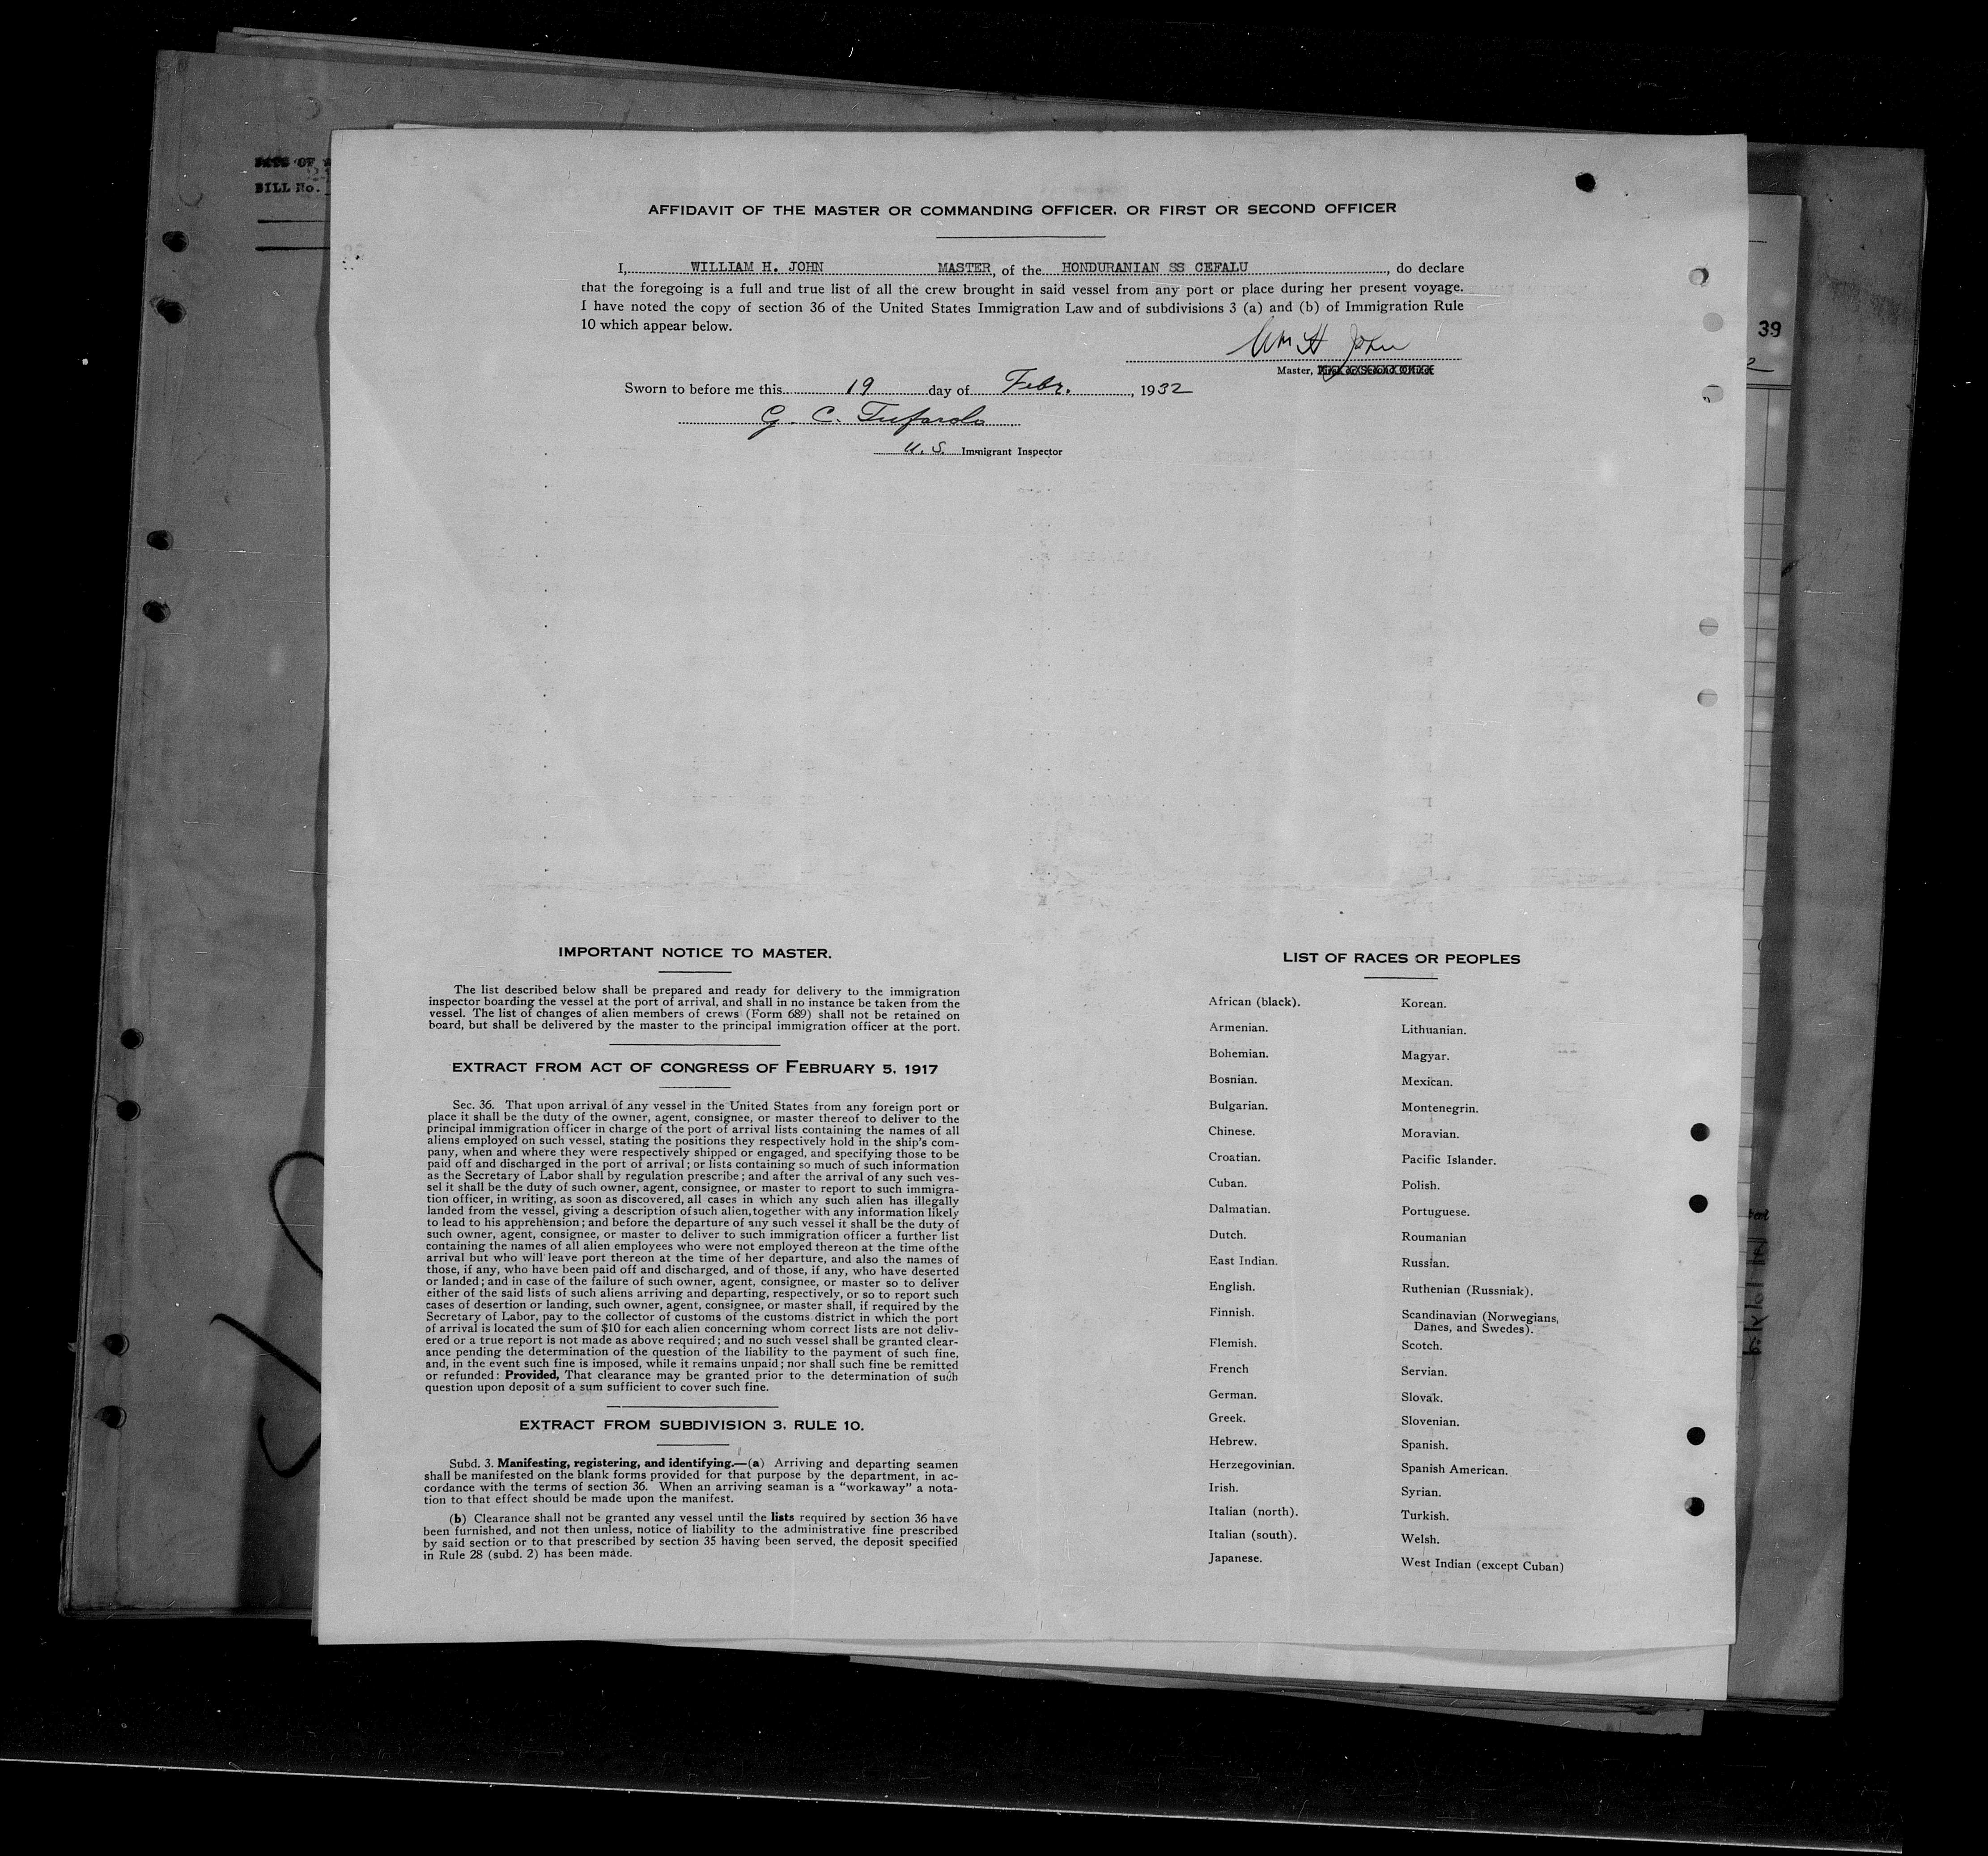 BILL No.
39
AFFIDAVIT OF THE MASTER OR COMMANDING OFFICER, OR FIRST OR SECOND OFFICER
I, WILLIAM H. JOHN MASTER, of the HONDURANIAN SS CEFALU, do declare
that the foregoing is a full and true list of all the crew brought in said vessel from any port or place during her present voyage.
I have noted the copy of section 36 of the United States Immigration Law and of subdivisions 3 (a) and (b) of Immigration Rule
10 which appear below.
Wm H John
Master,
Sworn to before me this 19 day of Febr., 1932
G. C.
U.S. Immigrant Inspector
IMPORTANT NOTICE TO MASTER.
The list described below shall be prepared and ready for delivery to the immigration
inspector boarding the vessel at the port of arrival, and shall in no instance be taken from the
vessel. The list of changes of alien members of crews (Form 689) shall not be retained on
board, but shall be delivered by the master to the principal immigration officer at the port.
EXTRACT FROM ACT OF CONGRESS OF FEBRUARY 5, 1917
Sec. 36. That upon arrival of any vessel in the United States from any foreign port or
place it shall be the duty of the owner, agent, consignee, or master thereof to deliver to the
principal immigration officer in charge of the port of arrival lists containing the names of all
aliens employed on such vessel, stating the positions they respectively hold in the ship's com-
pany, when and where they were respectively shipped or engaged, and specifying those to be
paid off and discharged in the port of arrival; or lists containing so much of such information
as the Secretary of Labor shall by regulation prescribe; and after the arrival of any such ves-
sel it shall be the duty of such owner, agent, consignee, or master to report to such immigra-
tion officer, in writing, as soon as discovered, all cases in which any such alien has illegally
landed from the vessel, giving a description of such alien, together with any information likely
to lead to his apprehension; and before the departure of any such vessel it shall be the duty of
such owner, agent, consignee, or master to deliver to such immigration officer a further list
containing the names of all alien employees who were not employed thereon at the time of the
arrival but who will leave port thereon at the time of her departure, and also the names of
those, if any, who have been paid off and discharged, and of those, if any, who have deserted
or landed; and in case of the failure of such owner, agent, consignee, or master so to deliver
either of the said lists of such aliens arriving and departing, respectively, or so to report such
cases of desertion or landing, such owner, agent, consignee, or master shall, if required by the
Secretary of Labor, pay to the collector of customs of the customs district in which the port
of arrival is located the sum of $10 for each alien concerning whom correct lists are not deliv-
ered or a true report is not made as above required; and no such vessel shall be granted clear-
ance pending the determination of the question of the liability to the payment of such fine,
and, in the event such fine is imposed, while it remains unpaid; nor shall such fine be remitted
or refunded: Provided, That clearance may be granted prior to the determination of such
question upon deposit of a sum sufficient to cover such fine.
EXTRACT FROM SUBDIVISION 3, RULE 10.
Subd. 3. Manifesting, registering, and identifying.—(a) Arriving and departing seamen
shall be manifested on the blank forms provided for that purpose by the department, in ac-
cordance with the terms of section 36. When an arriving seaman is a "workaway" a nota-
tion to that effect should be made upon the manifest.
(b) Clearance shall not be granted any vessel until the lists required by section 36 have
been furnished, and not then unless, notice of liability to the administrative fine prescribed
by said section or to that prescribed by section 35 having been served, the deposit specified
in Rule 28 (subd. 2) has been made.
LIST OF RACES OR PEOPLES
African (black).
Armenian.
Bohemian.
Bosnian.
Bulgarian.
Chinese.
Croatian.
Cuban.
Dalmatian.
Dutch.
East Indian.
English.
Finnish.
Flemish.
French
German.
Greek.
Hebrew.
Herzegovinian.
Irish.
Italian (north).
Italian (south).
Japanese.
Korean.
Lithuanian.
Magyar.
Mexican.
Montenegrin.
Moravian.
Pacific Islander.
Polish.
Portuguese.
Roumanian
Russian.
Ruthenian (Russniak).
Scandinavian (Norwegians,
Danes, and Swedes).
Scotch.
Servian.
Slovak.
Slovenian.
Spanish.
Spanish American.
Syrian.
Turkish.
Welsh.
West Indian (except Cuban)